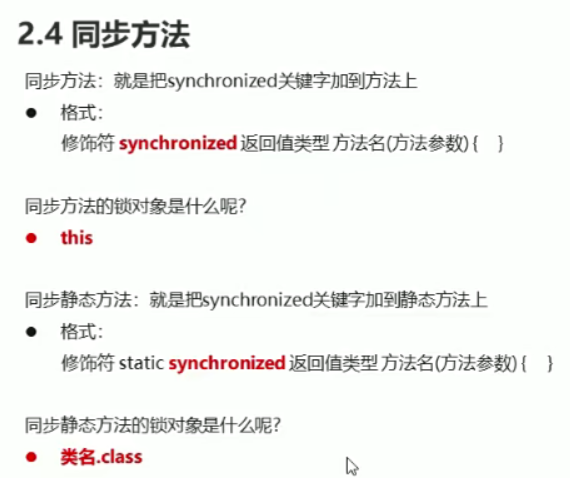 2.4 同步方法
同步方法：就是把synchronized关键字加到方法上
● 格式：
修饰符 synchronized 返回值类型 方法名(方法参数) { }
同步方法的锁对象是什么呢？
● this
同步静态方法：就是把synchronized关键字加到静态方法上
● 格式：
修饰符 static synchronized 返回值类型 方法名(方法参数) { }
同步静态方法的锁对象是什么呢？
● 类名.class